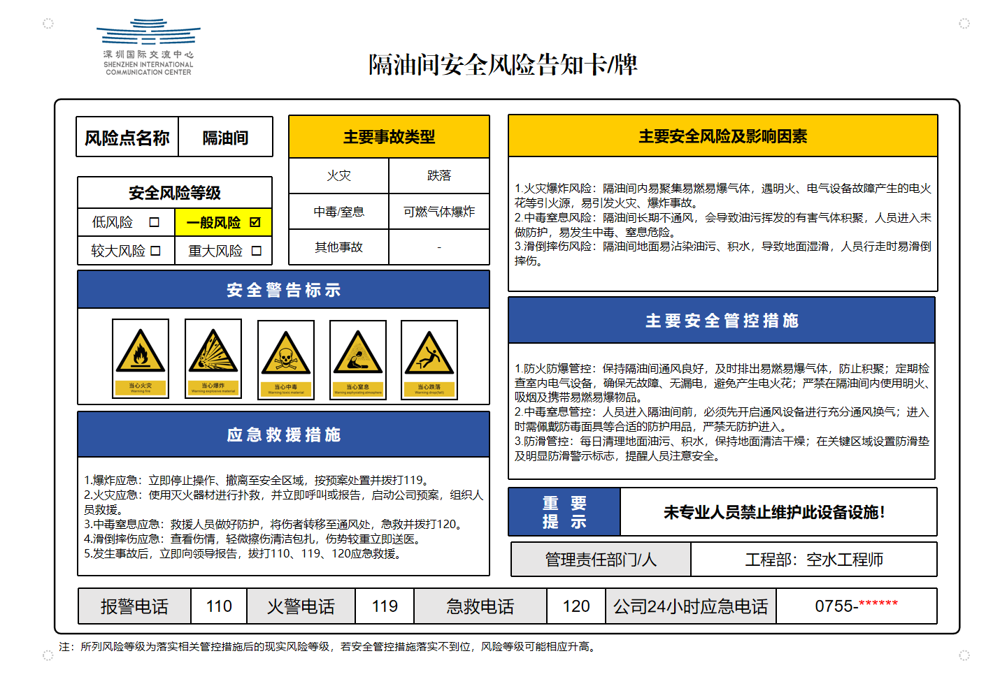 深圳国际交流中心
SHENZHEN INTERNATIONAL
COMMUNICATION CENTER
隔油间安全风险告知卡/牌
风险点名称
隔油间
安全风险等级
低风险 ☐
一般风险 ☑
较大风险 ☐
重大风险 ☐
主要事故类型
火灾
跌落
中毒/窒息
可燃气体爆炸
其他事故
-
主要安全风险及影响因素
1.火灾爆炸风险：隔油间内易聚集易燃易爆气体，遇明火、电气设备故障产生的电火
花等引火源，易引发火灾、爆炸事故。
2.中毒窒息风险：隔油间长期不通风，会导致油污挥发的有害气体积聚，人员进入未
做防护，易发生中毒、窒息危险。
3.滑倒摔伤风险：隔油间地面易沾染油污、积水，导致地面湿滑，人员行走时易滑倒
摔伤。
安全警告标示
当心火灾
Warning fire
当心爆炸
Warning explosive material
当心中毒
Warning toxic material
当心窒息
Warning asphyxiating atmosphere
当心跌落
Warning drop(fall)
主要安全管控措施
1.防火防爆管控：保持隔油间通风良好，及时排出易燃易爆气体，防止积聚；定期检
查室内电气设备，确保无故障、无漏电，避免产生电火花；严禁在隔油间内使用明火、
吸烟及携带易燃易爆物品。
2.中毒窒息管控：人员进入隔油间前，必须先开启通风设备进行充分通风换气；进入
时需佩戴防毒面具等合适的防护用品，严禁无防护进入。
3.防滑管控：每日清理地面油污、积水，保持地面清洁干燥；在关键区域设置防滑垫
及明显防滑警示标志，提醒人员注意安全。
应急救援措施
1.爆炸应急：立即停止操作、撤离至安全区域，按预案处置并拨打119。
2.火灾应急：使用灭火器材进行扑救，并立即呼叫或报告，启动公司预案，组织人
员救援。
3.中毒窒息应急：救援人员做好防护，将伤者转移至通风处，急救并拨打120。
4.滑倒摔伤应急：查看伤情，轻微擦伤清洁包扎，伤势较重立即送医。
5.发生事故后，立即向领导报告，拨打110、119、120应急救援。
重 要
提 示
未专业人员禁止维护此设备设施！
管理责任部门/人
工程部：空水工程师
报警电话
110
火警电话
119
急救电话
120
公司24小时应急电话
0755-******
注：所列风险等级为落实相关管控措施后的现实风险等级，若安全管控措施落实不到位，风险等级可能相应升高。